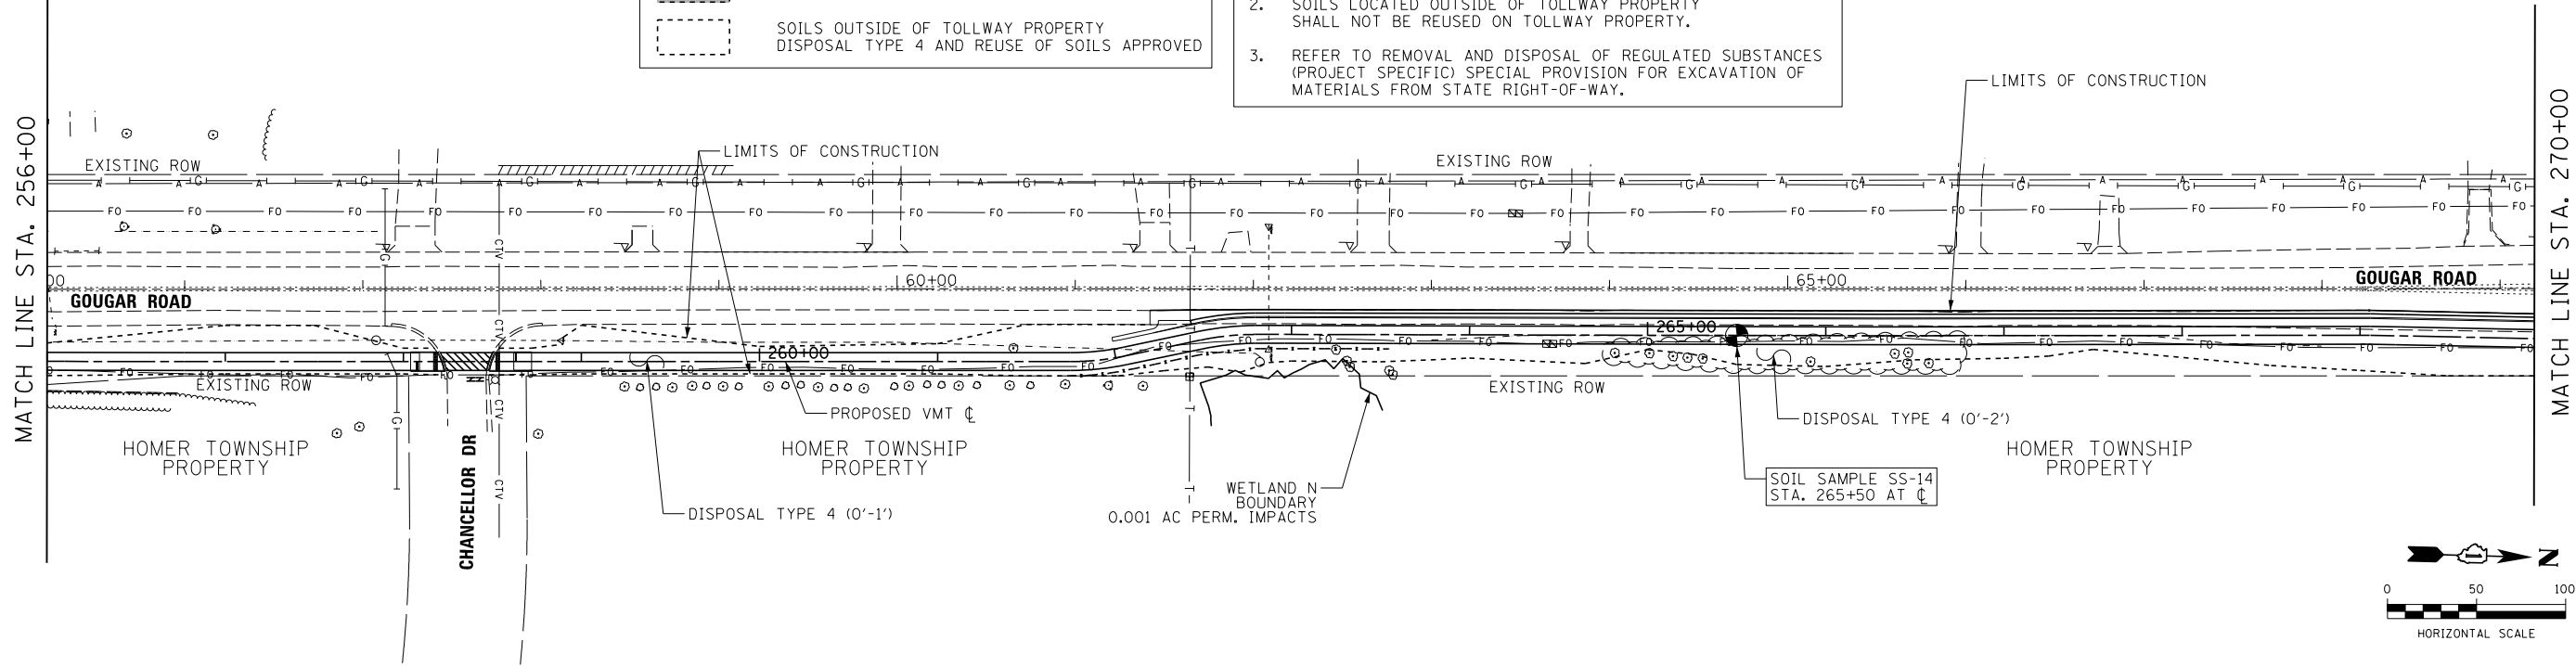 SOILS OUTSIDE OF TOLLWAY PROPERTY
DISPOSAL TYPE 4 AND REUSE OF SOILS APPROVED
2. SOILS LOCATED OUTSIDE OF TOLLWAY PROPERTY
SHALL NOT BE REUSED ON TOLLWAY PROPERTY.
3. REFER TO REMOVAL AND DISPOSAL OF REGULATED SUBSTANCES
(PROJECT SPECIFIC) SPECIAL PROVISION FOR EXCAVATION OF
MATERIALS FROM STATE RIGHT-OF-WAY.
LIMITS OF CONSTRUCTION
MATCH LINE STA. 256+00
MATCH LINE STA. 270+00
EXISTING ROW
LIMITS OF CONSTRUCTION
EXISTING ROW
00
60+00
65+00
GOUGAR ROAD
GOUGAR ROAD
260+00
265+00
EXISTING ROW
EXISTING ROW
PROPOSED VMT ℄
DISPOSAL TYPE 4 (0'-2')
HOMER TOWNSHIP
PROPERTY
CHANCELLOR DR
HOMER TOWNSHIP
PROPERTY
HOMER TOWNSHIP
PROPERTY
WETLAND N
BOUNDARY
0.001 AC PERM. IMPACTS
SOIL SAMPLE SS-14
STA. 265+50 AT ℄
DISPOSAL TYPE 4 (0'-1')
N
0 50 100
HORIZONTAL SCALE